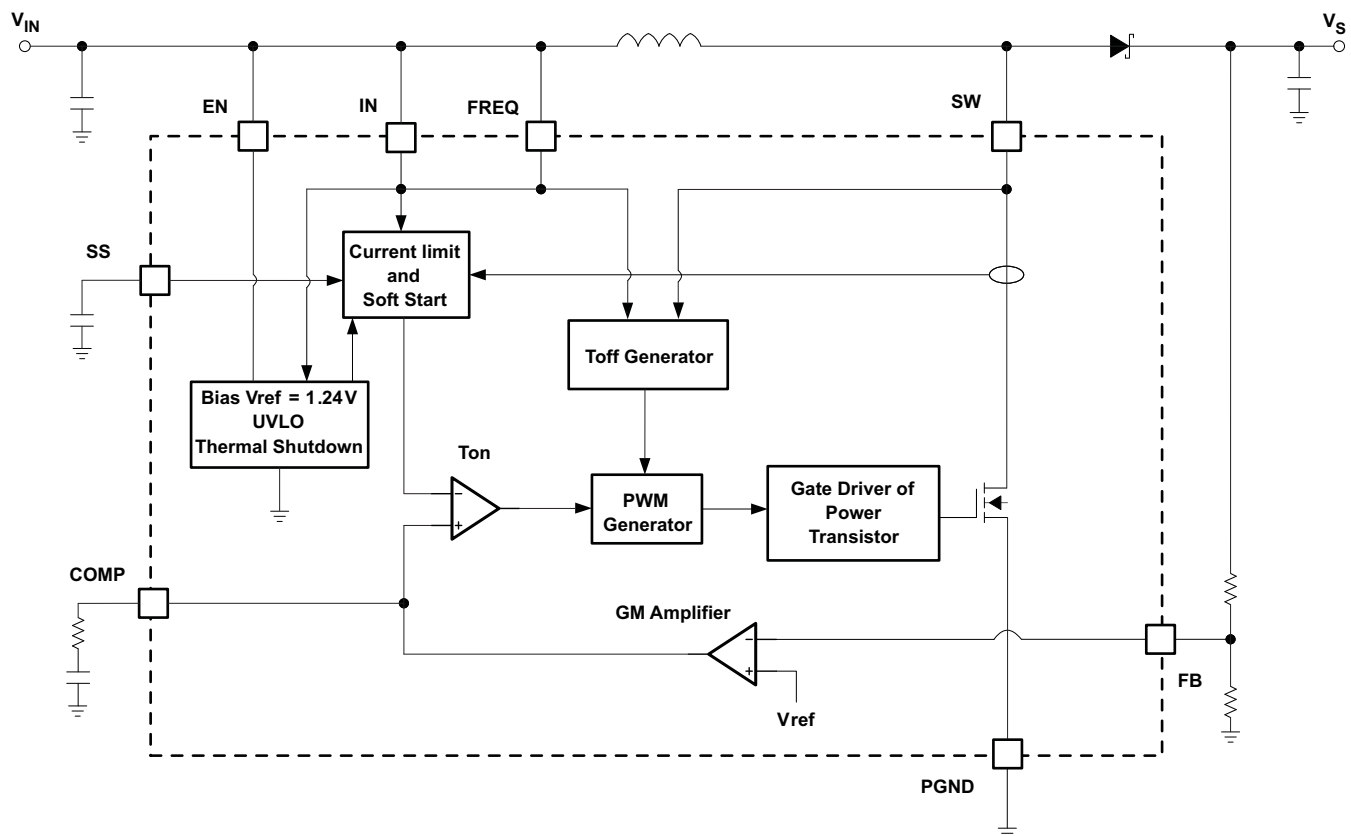 VIN
VS
EN
IN
FREQ
SW
SS
Current limit
and
Soft Start
Toff Generator
Bias Vref = 1.24V
UVLO
Thermal Shutdown
Ton
PWM
Generator
Gate Driver of
Power
Transistor
COMP
GM Amplifier
FB
Vref
PGND